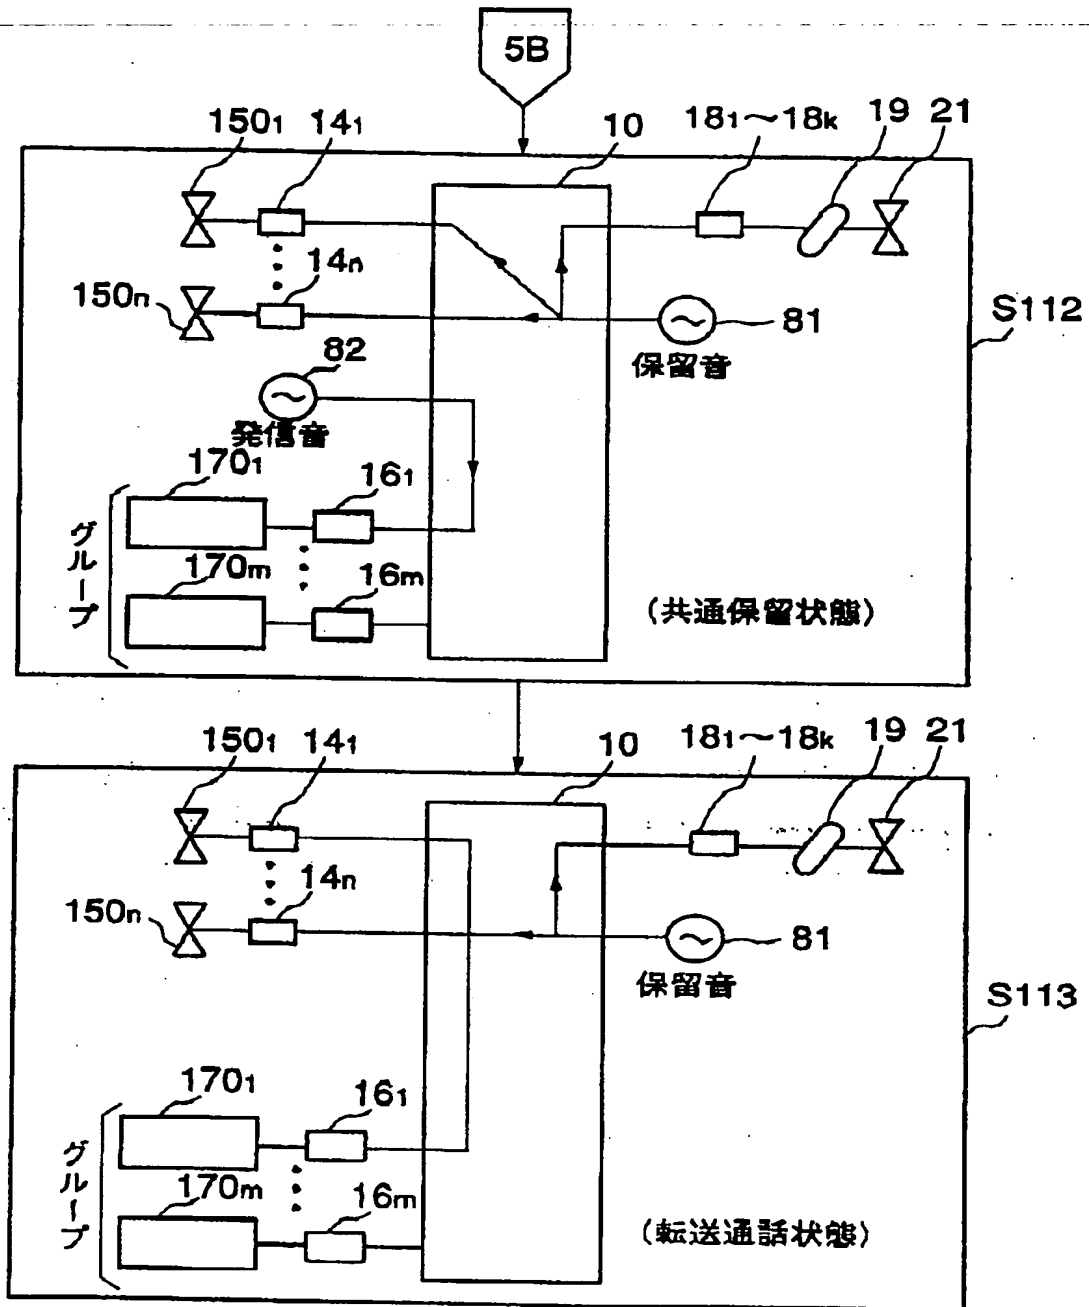 5B
150₁ 14₁ 10 18₁～18k 19 21
150n 14n 81 S112
保留音
82
発信音
170₁ 16₁
グループ
170m 16m
(共通保留状態)
150₁ 14₁ 10 18₁～18k 19 21
150n 14n 81
保留音
S113
170₁ 16₁
グループ
170m 16m
(転送通話状態)